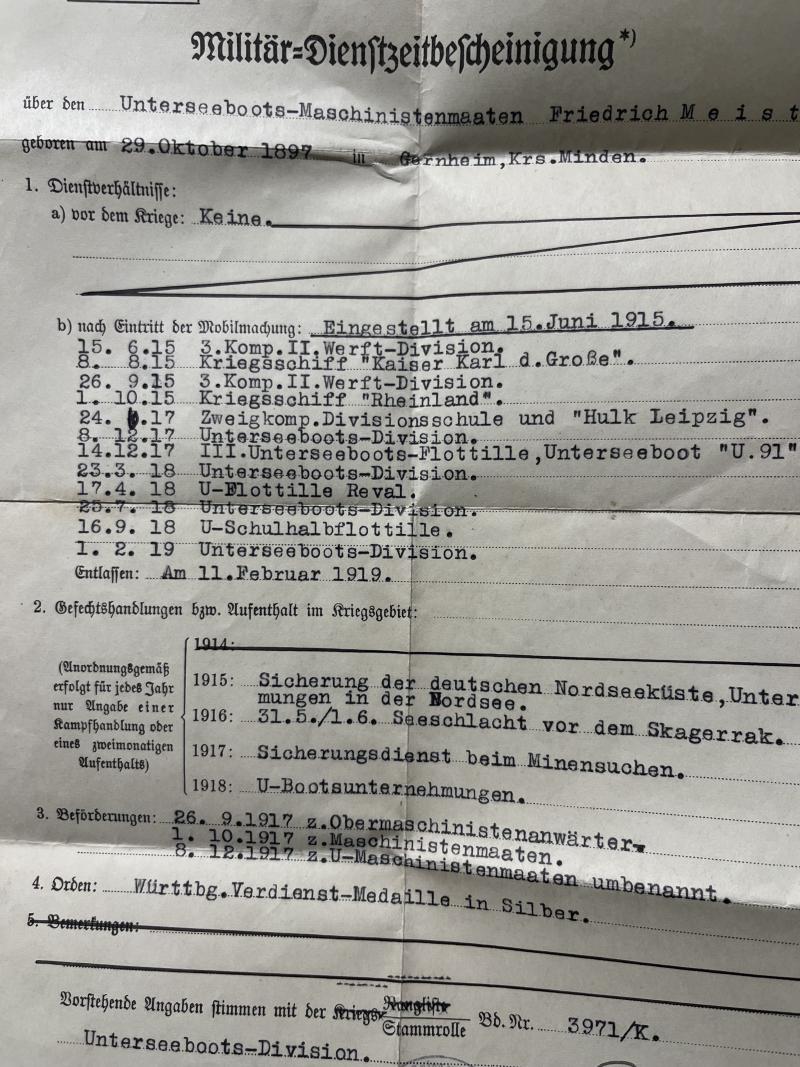 Militär=Dienstzeitbescheinigung*)
über den Unterseeboots-Maschinistenmaaten Friedrich M e i s t
geboren am 29.Oktober 1897 in Gernheim,Krs.Minden.
1. Dienstverhältnisse:
a) vor dem Kriege: Keine.
b) nach Eintritt der Mobilmachung: Eingestellt am 15.Juni 1915.
15. 6.15 3.Komp.II.Werft-Division.
8. 8.15 Kriegsschiff "Kaiser Karl d.Große".
26. 9.15 3.Komp.II.Werft-Division.
1. 10.15 Kriegsschiff "Rheinland".
24. .17 Zweigkomp.Divisionsschule und "Hulk Leipzig".
8. 12.17 Unterseeboots-Division.
14.12.17 III.Unterseeboots-Flottille,Unterseeboot "U.91"
23.3. 18 Unterseeboots-Division.
17.4. 18 U-Flottille Reval.
25.7. 18 Unterseeboots-Division.
16.9. 18 U-Schulhalbflottille.
1. 2. 19 Unterseeboots-Division.
Entlassen: Am 11.Februar 1919.
2. Gefechtshandlungen bzw. Aufenthalt im Kriegsgebiet:
(Anordnungsgemäß
erfolgt für jedes Jahr
nur Angabe einer
Kampfhandlung oder
eines zweimonatigen
Aufenthalts)
1914:
1915: Sicherung der deutschen Nordseeküste,Unter
mungen in der Nordsee.
1916: 31.5./1.6. Seeschlacht vor dem Skagerrak.
1917: Sicherungsdienst beim Minensuchen.
1918: U-Bootsunternehmungen.
3. Beförderungen: 26. 9.1917 z.Obermaschinistenanwärter.
1. 10.1917 z.Maschinistenmaaten.
8. 12.1917 z.U-Maschinistenmaaten umbenannt.
4. Orden: Württbg.Verdienst-Medaille in Silber.
5. Bemerkungen:
Vorstehende Angaben stimmen mit der Kriegs- Rangliste
Stammrolle Bd. Nr. 3971/K.
Unterseeboots-Division.